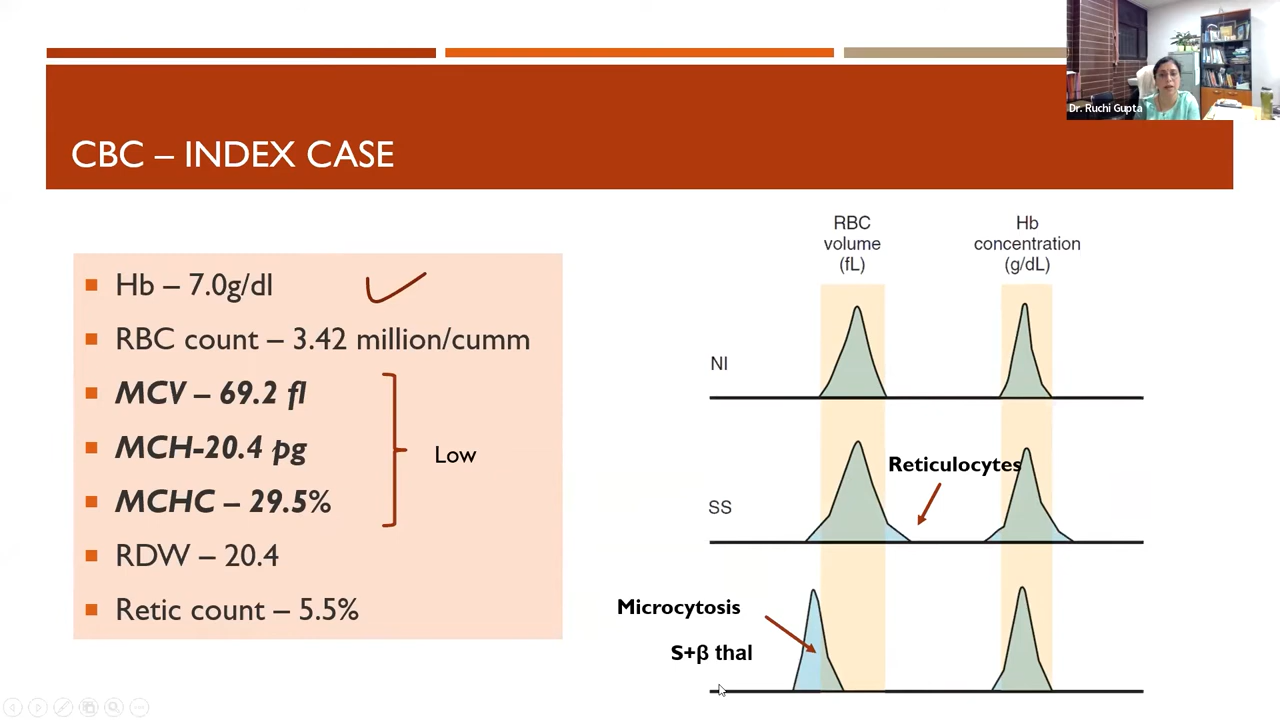 Dr. Ruchi Gupta
CBC – INDEX CASE
Hb – 7.0g/dl
RBC count – 3.42 million/cumm
MCV – 69.2 fl
MCH-20.4 pg
MCHC – 29.5%
RDW – 20.4
Retic count – 5.5%
Low
RBC
volume
(fL)
Hb
concentration
(g/dL)
NI
SS
Reticulocytes
Microcytosis
S+β thal